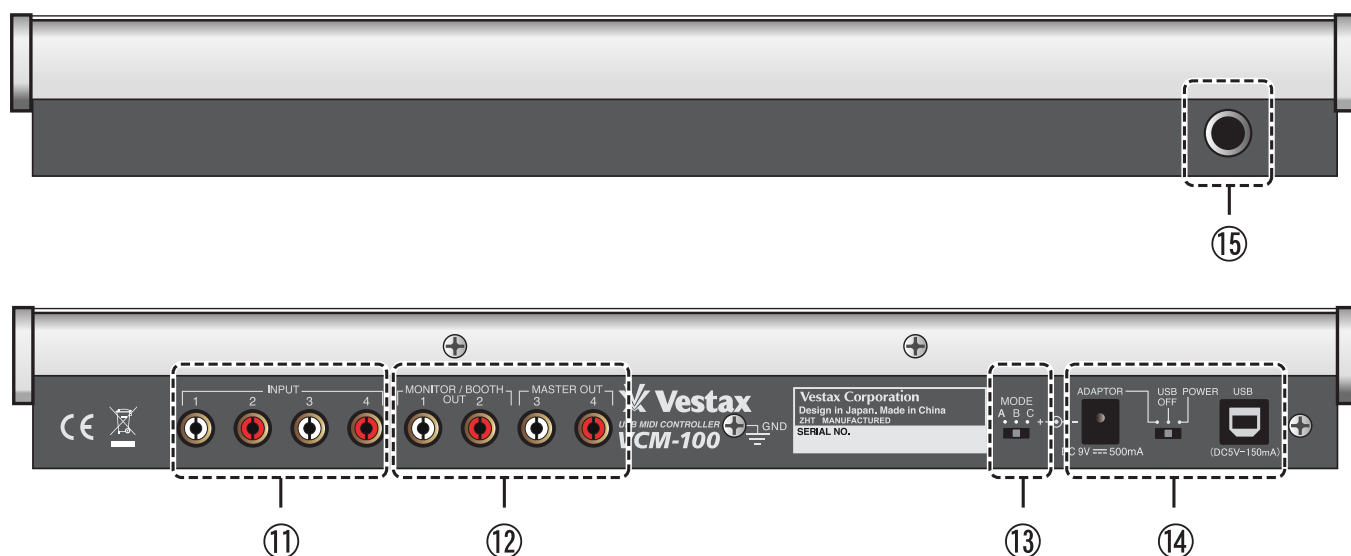 ⑮
INPUT
1 2 3 4
MONITOR / BOOTH OUT
1 2
MASTER OUT
3 4
Vestax
USB MIDI CONTROLLER
VCM-100
GND
Vestax Corporation
Design in Japan. Made in China
ZHT MANUFACTURED
SERIAL NO.
MODE
A B C
+ -
ADAPTOR
DC 9V 500mA
USB POWER
OFF
USB
(DC5V-150mA)
CE
⑪ ⑫ ⑬ ⑭